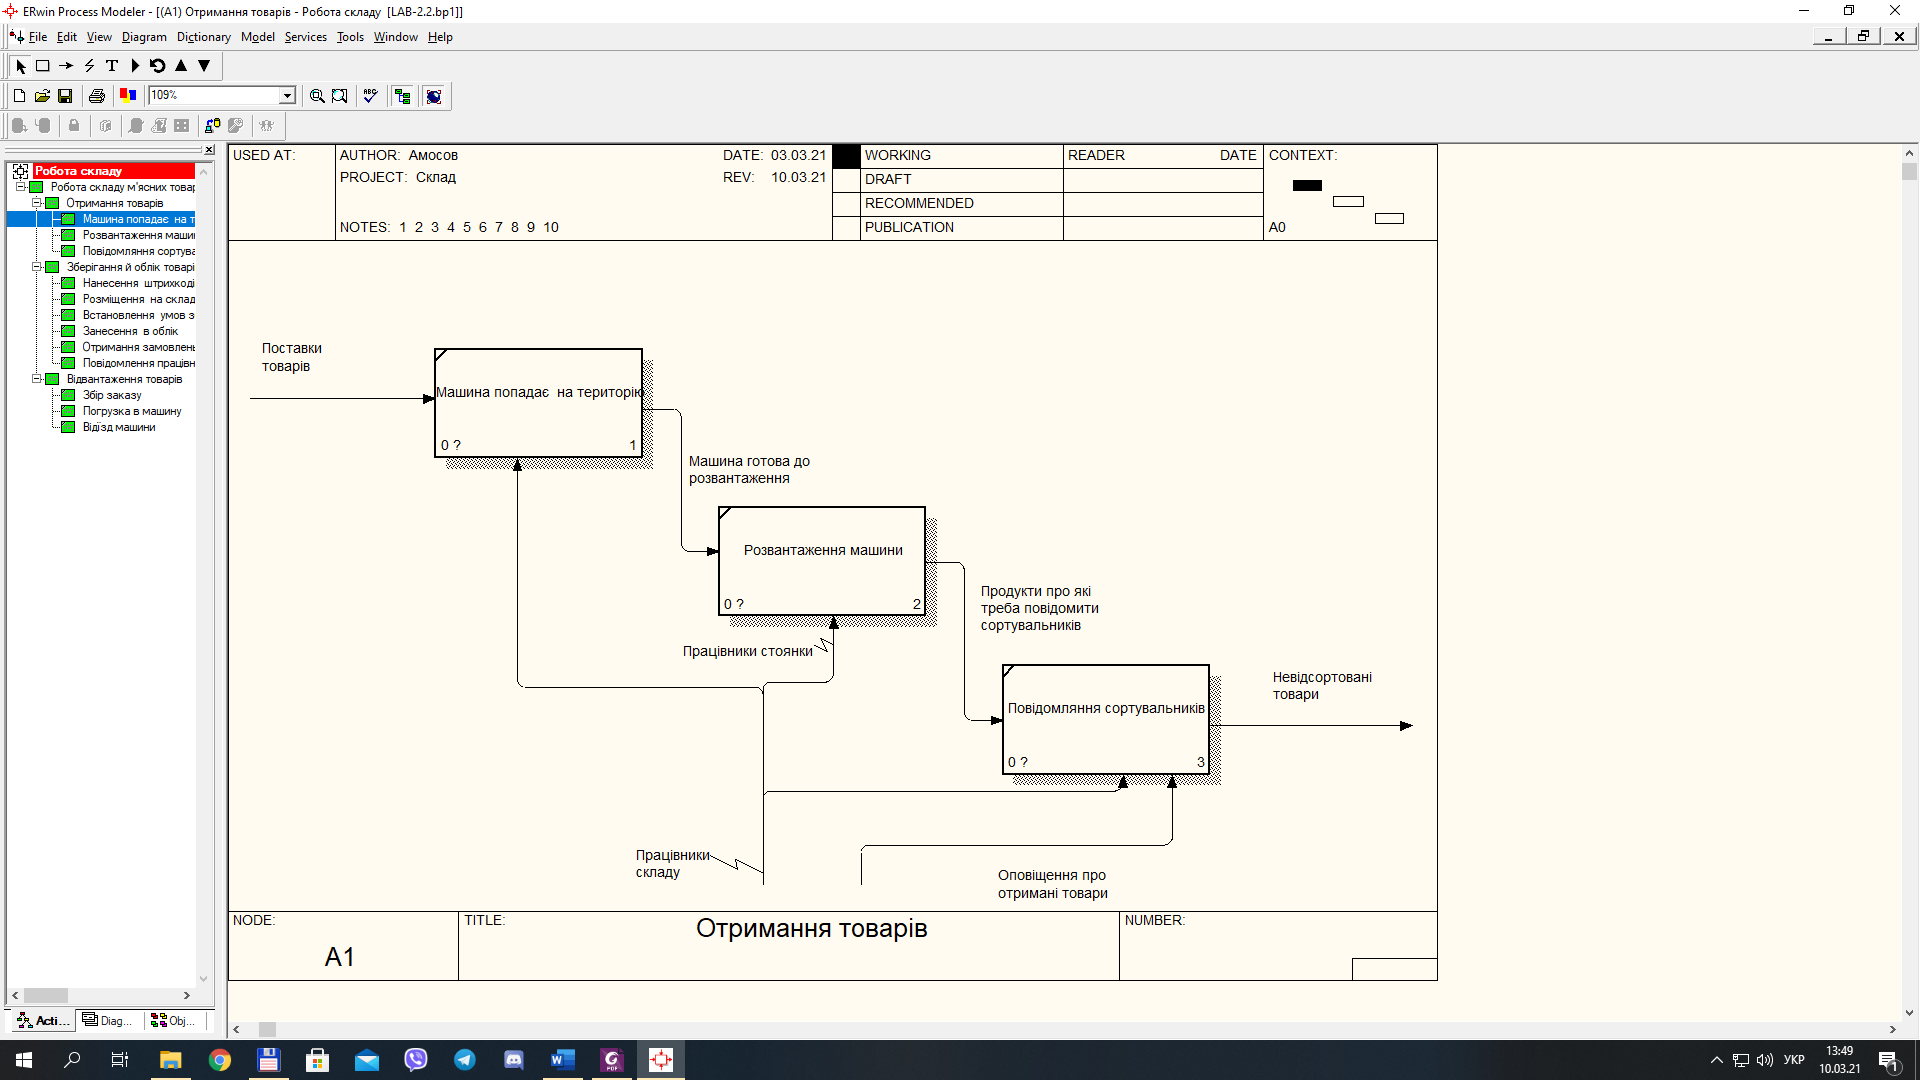 ERwin Process Modeler - [(A1) Отримання товарів - Робота складу  [LAB-2.2.bp1]]
File Edit View Diagram Dictionary Model Services Tools Window Help
109%
ABC
Робота складу
Робота складу м'ясних товар
Отримання товарів
Машина попадає  на т
Розвантаження маши
Повідомляння сортува
Зберігання й облік товарі
Нанесення  штрихкоді
Розміщення  на склад
Встановлення  умов з
Занесення  в облік
Отримання замовлень
Повідомлення праців
Відвантаження товарів
Збір заказу
Погрузка в машину
Відїзд машини
Acti... Diag... Obj...
USED AT:
AUTHOR:  Амосов
DATE: 03.03.21
PROJECT:  Склад
REV: 10.03.21
NOTES:  1  2  3  4  5  6  7  8  9  10
WORKING
DRAFT
RECOMMENDED
PUBLICATION
READER DATE
CONTEXT:
A0
Поставки
товарів
Машина попадає  на територію
0 ? 1
Машина готова до
розвантаження
Розвантаження машини
0 ? 2
Працівники стоянки
Продукти про які
треба повідомити
сортувальників
Повідомляння сортувальників
0 ? 3
Невідсортовані
товари
Працівники
складу
Оповіщення про
отримані товари
NODE:
A1
TITLE:
Отримання товарів
NUMBER:
УКР
13:49
10.03.21
1